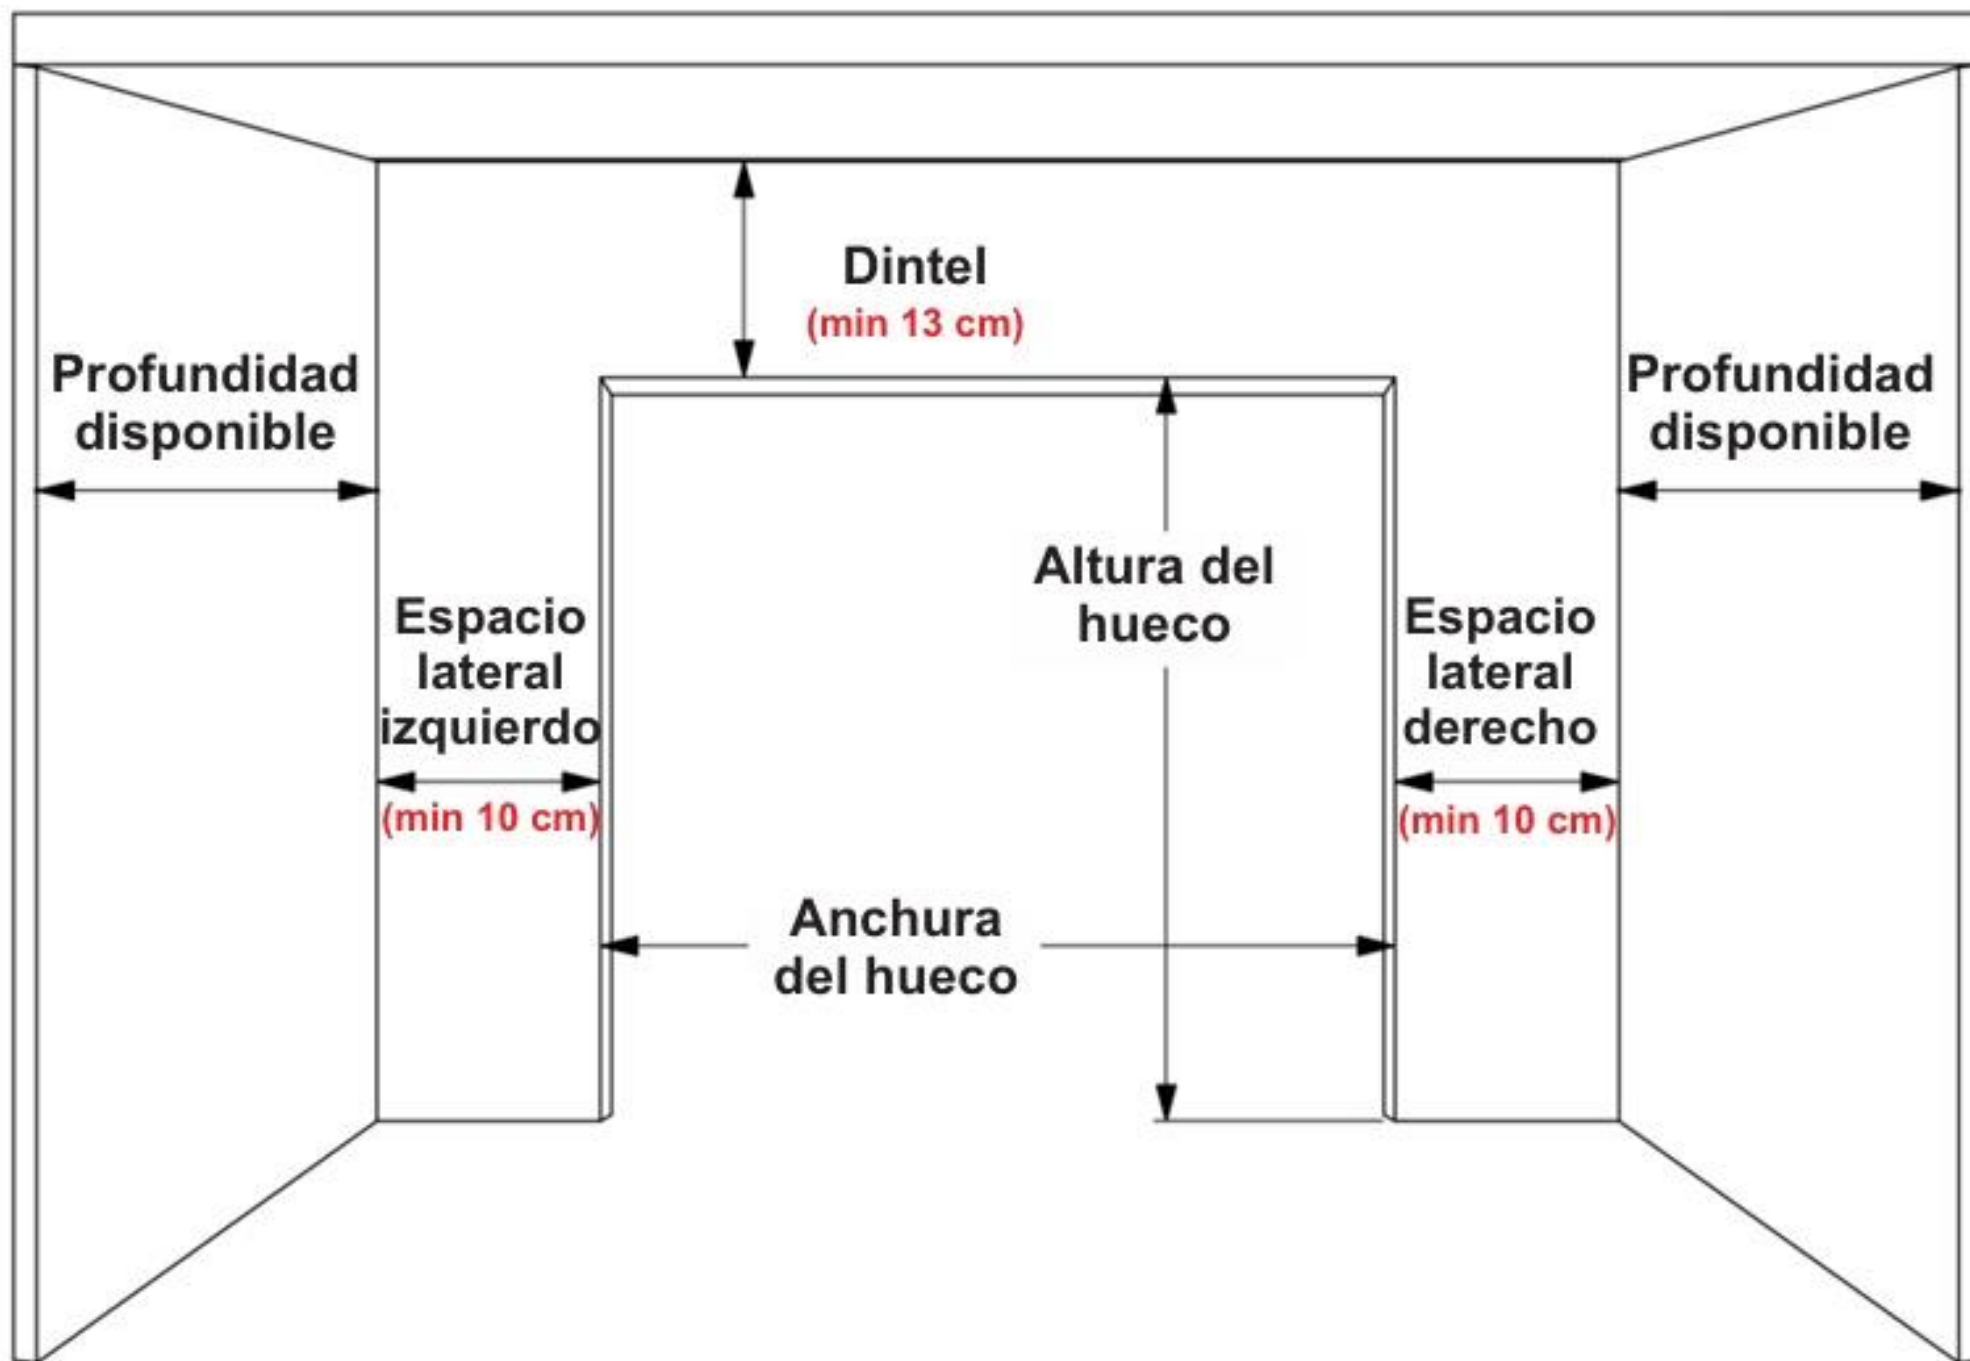 Dintel
(min 13 cm)
Profundidad
disponible
Profundidad
disponible
Altura del
hueco
Espacio
lateral
izquierdo
(min 10 cm)
Espacio
lateral
derecho
(min 10 cm)
Anchura
del hueco